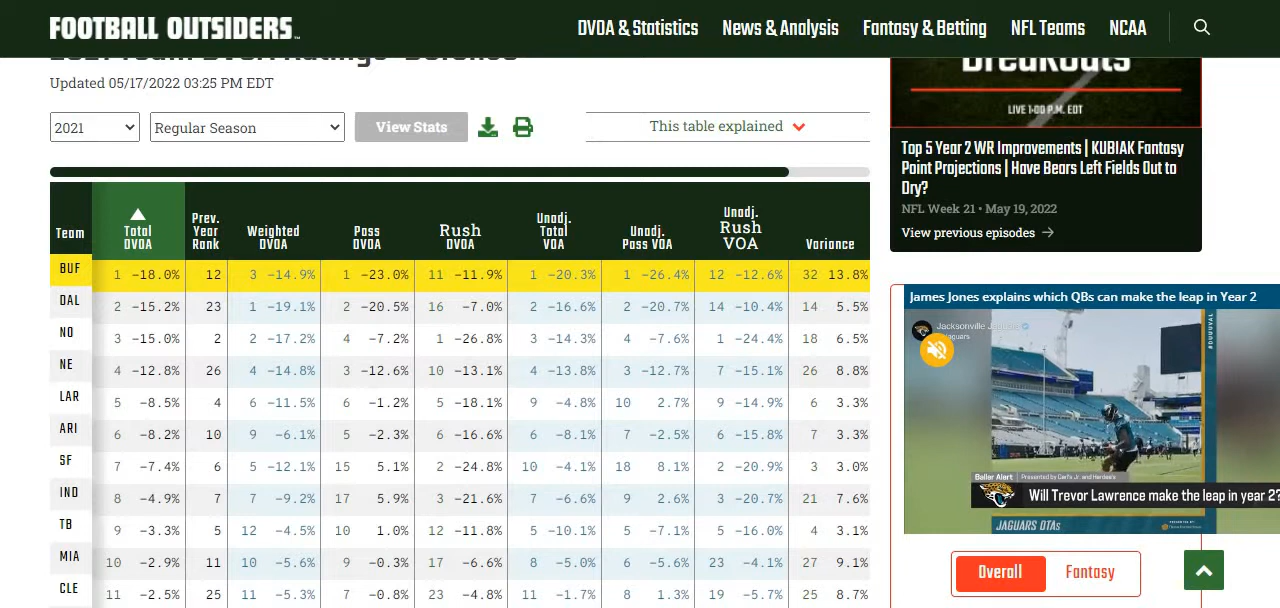 FOOTBALL OUTSIDERS™
DVOA & Statistics News & Analysis Fantasy & Betting NFL Teams NCAA
2021 Team DVOA Ratings Defense
Updated 05/17/2022 03:25 PM EDT
2021 Regular Season View Stats This table explained
Team Total DVOA Prev. Year Rank Weighted DVOA Pass DVOA Rush DVOA Unadj. Total VOA Unadj. Pass VOA Unadj. Rush VOA Variance
BUF 1 -18.0% 12 3 -14.9% 1 -23.0% 11 -11.9% 1 -20.3% 1 -26.4% 12 -12.6% 32 13.8%
DAL 2 -15.2% 23 1 -19.1% 2 -20.5% 16 -7.0% 2 -16.6% 2 -20.7% 14 -10.4% 14 5.5%
NO 3 -15.0% 2 2 -17.2% 4 -7.2% 1 -26.8% 3 -14.3% 4 -7.6% 1 -24.4% 18 6.5%
NE 4 -12.8% 26 4 -14.8% 3 -12.6% 10 -13.1% 4 -13.8% 3 -12.7% 7 -15.1% 26 8.8%
LAR 5 -8.5% 4 6 -11.5% 6 -1.2% 5 -18.1% 9 -4.8% 10 2.7% 9 -14.9% 6 3.3%
ARI 6 -8.2% 10 9 -6.1% 5 -2.3% 6 -16.6% 6 -8.1% 7 -2.5% 6 -15.8% 7 3.3%
SF 7 -7.4% 6 5 -12.1% 15 5.1% 2 -24.8% 10 -4.1% 18 8.1% 2 -20.9% 3 3.0%
IND 8 -4.9% 7 7 -9.2% 17 5.9% 3 -21.6% 7 -6.6% 9 2.6% 3 -20.7% 21 7.6%
TB 9 -3.3% 5 12 -4.5% 10 1.0% 12 -11.8% 5 -10.1% 5 -7.1% 5 -16.0% 4 3.1%
MIA 10 -2.9% 11 10 -5.6% 9 -0.3% 17 -6.6% 8 -5.0% 6 -5.6% 23 -4.1% 27 9.1%
CLE 11 -2.5% 25 11 -5.3% 7 -0.8% 23 -4.8% 11 -1.7% 8 1.3% 19 -5.7% 25 8.7%
Breakouts
LIVE 1:00 P.M. EDT
Top 5 Year 2 WR Improvements | KUBIAK Fantasy
Point Projections | Have Bears Left Fields Out to
Dry?
NFL Week 21 • May 19, 2022
View previous episodes
James Jones explains which QBs can make the leap in Year 2
#DUUUVAL
Baller Alert Presented by Carl's Jr. and Hardee's
Will Trevor Lawrence make the leap in year 2?
JAGUARS OTAs
Overall Fantasy